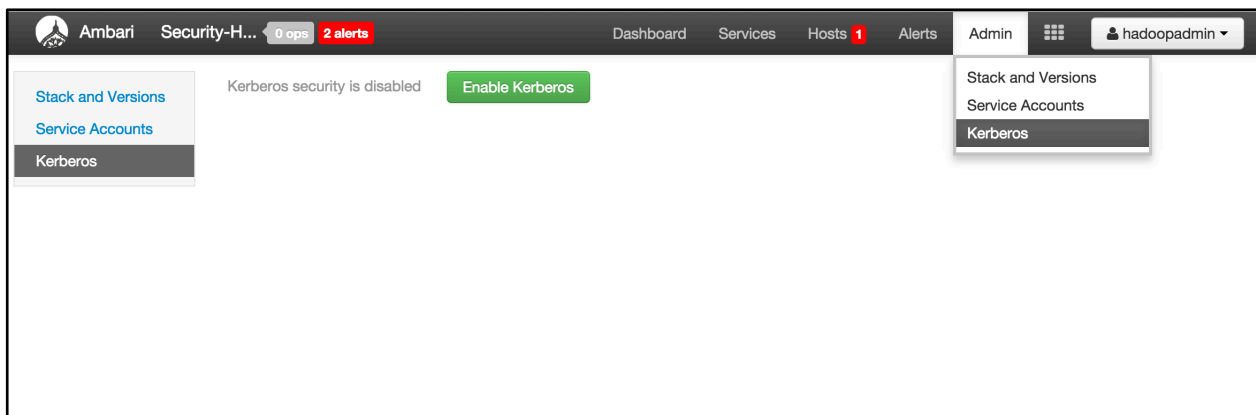 Ambari Security-H... 0 ops 2 alerts Dashboard Services Hosts 1 Alerts Admin hadoopadmin
Stack and Versions
Service Accounts
Kerberos
Kerberos security is disabled Enable Kerberos
Stack and Versions
Service Accounts
Kerberos